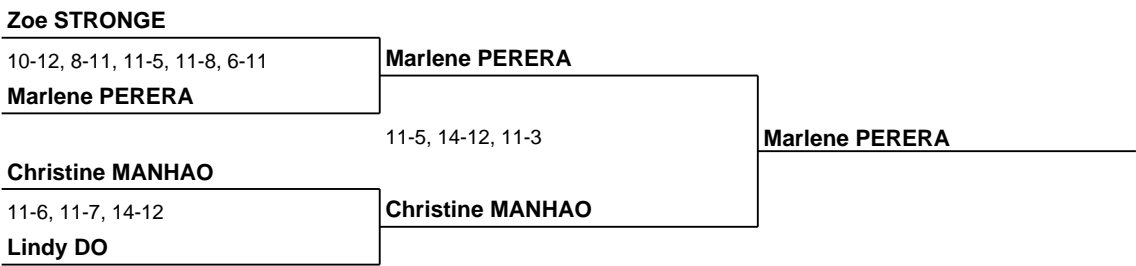 Zoe STRONGE
10-12, 8-11, 11-5, 11-8, 6-11
Marlene PERERA
Marlene PERERA
11-5, 14-12, 11-3
Marlene PERERA
Christine MANHAO
11-6, 11-7, 14-12
Christine MANHAO
Lindy DO